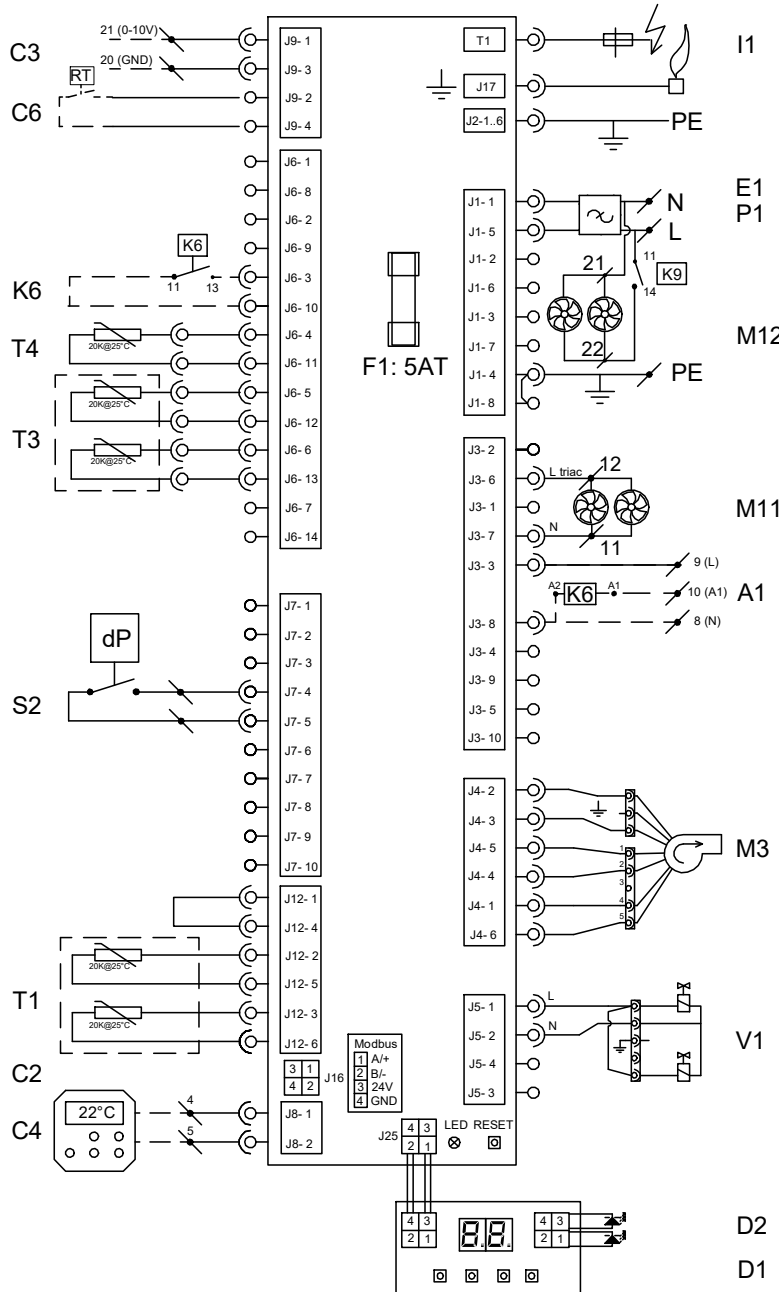 C3
21 (0-10V)
20 (GND)
RT
C6
J9- 1
J9- 3
J9- 2
J9- 4
J6- 1
J6- 8
J6- 2
J6- 9
J6- 3
J6- 10
J6- 4
J6- 11
J6- 5
J6- 12
J6- 6
J6- 13
J6- 7
J6- 14
K6
K6
11
13
T4
20K@25°C
T3
20K@25°C
20K@25°C
J7- 1
J7- 2
J7- 3
J7- 4
J7- 5
J7- 6
J7- 7
J7- 8
J7- 9
J7- 10
dP
S2
J12- 1
J12- 4
J12- 2
J12- 5
J12- 3
J12- 6
T1
20K@25°C
20K@25°C
C2
3 1
4 2
J16
Modbus
1 A/+
2 B/-
3 24V
4 GND
C4
22°C
4
5
J8- 1
J8- 2
F1: 5AT
T1
I1
J17
J2-1..6
PE
J1- 1
J1- 5
J1- 2
J1- 6
J1- 3
J1- 7
J1- 4
J1- 8
E1
P1
N
L
21
22
11
14
K9
M12
PE
J3- 2
J3- 6
J3- 1
J3- 7
J3- 3
J3- 8
J3- 4
J3- 9
J3- 5
J3- 10
L triac
12
N
11
M11
9 (L)
A2
K6
A1
10 (A1)
A1
8 (N)
J4- 2
J4- 3
J4- 5
J4- 4
J4- 1
J4- 6
1
2
3
4
5
M3
J5- 1
J5- 2
J5- 4
J5- 3
L
N
V1
J25
4 3
2 1
LED
RESET
4 3
2 1
8.8.
4 3
2 1
D2
D1